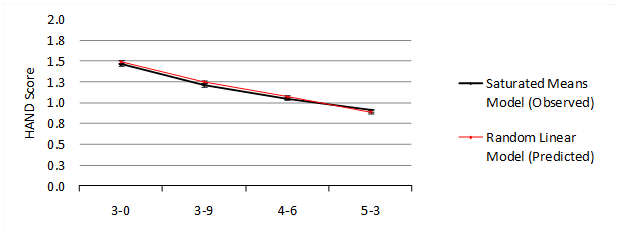 2.0
1.8
1.5
1.3
1.0
0.8
0.5
0.3
0.0
HAND Score
3-0
3-9
4-6
5-3
Saturated Means
Model (Observed)
Random Linear
Model (Predicted)